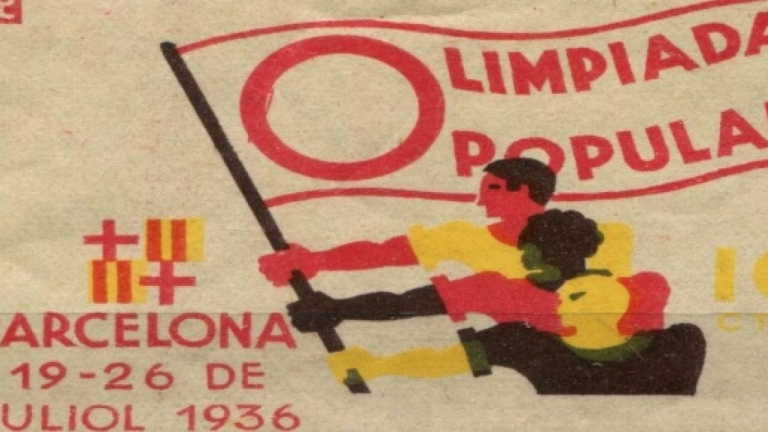 OLIMPIADA
POPULA
ARCELONA
19-26 DE
ULIOL 1936